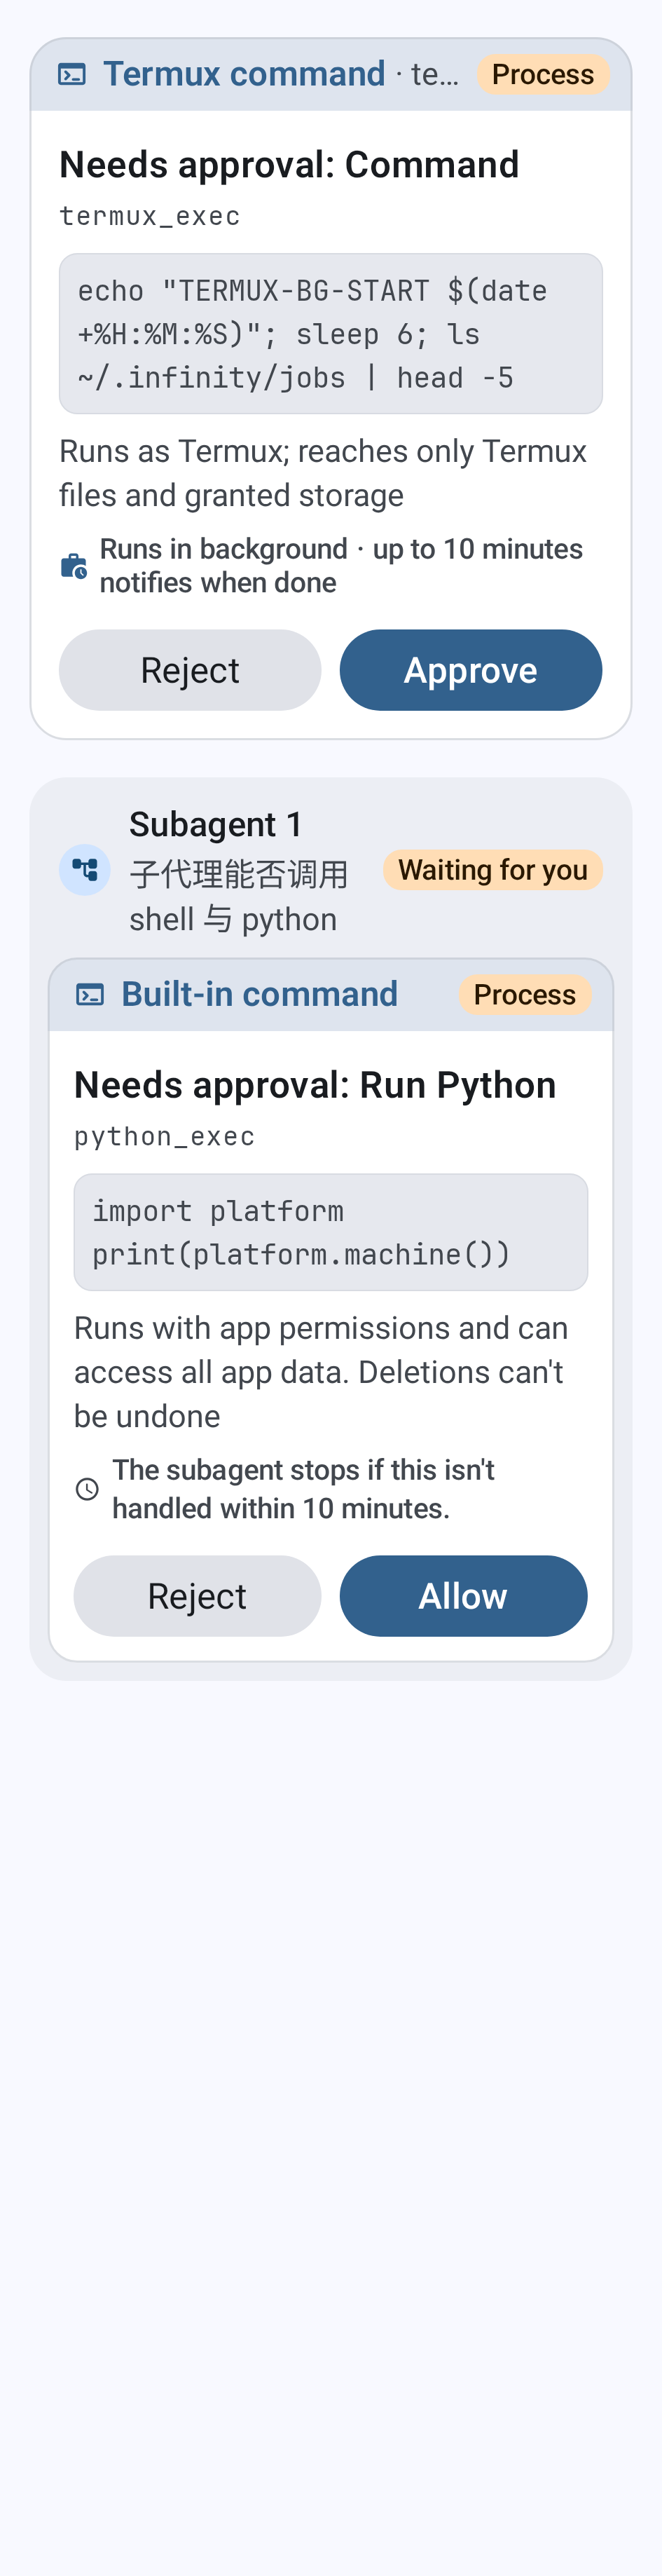 Termux command · te… Process
Needs approval: Command
termux_exec
echo "TERMUX-BG-START $(date
+%H:%M:%S)"; sleep 6; ls
~/.infinity/jobs | head -5
Runs as Termux; reaches only Termux
files and granted storage
Runs in background · up to 10 minutes
notifies when done
Reject Approve
Subagent 1
子代理能否调用
shell 与 python
Waiting for you
Built-in command Process
Needs approval: Run Python
python_exec
import platform
print(platform.machine())
Runs with app permissions and can
access all app data. Deletions can't
be undone
The subagent stops if this isn't
handled within 10 minutes.
Reject Allow